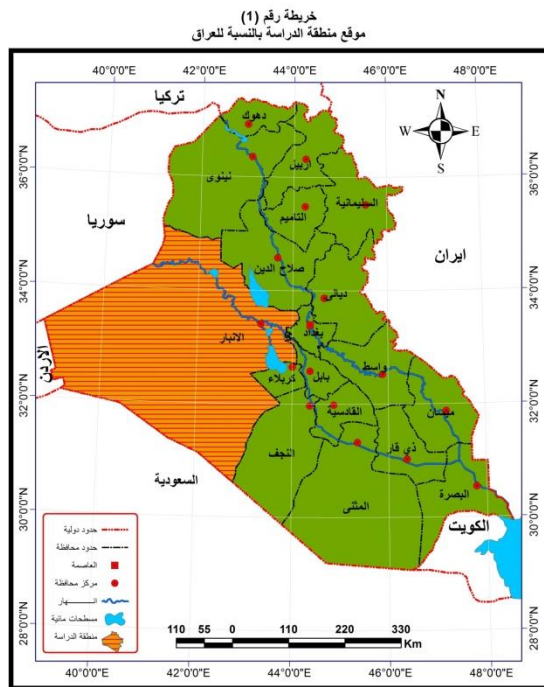 خريطة رقم (1)
موقع منطقة الدراسة بالنسبة للعراق
40°0'0"E 42°0'0"E 44°0'0"E 46°0'0"E 48°0'0"E
تركيا
دهوك
N
W E
S
36°0'0"N 36°0'0"N
نينوى
اربيل
السليمانية
التاميم
سوريا
ايران
صلاح الدين
34°0'0"N 34°0'0"N
ديالى
بغداد
الانبار
الاردن
واسط
كربلاء
بابل
32°0'0"N 32°0'0"N
القادسية
ميسان
النجف
ذي قار
السعودية
البصرة
المثنى
30°0'0"N 30°0'0"N
الكويت
حدود دولية
حدود محافظة
العاصمة
مركز محافظة
انـــــهار
مسطحات مائية
منطقة الدراسة
28°0'0"N 28°0'0"N
110 55 0 110 220 330
Km
40°0'0"E 42°0'0"E 44°0'0"E 46°0'0"E 48°0'0"E